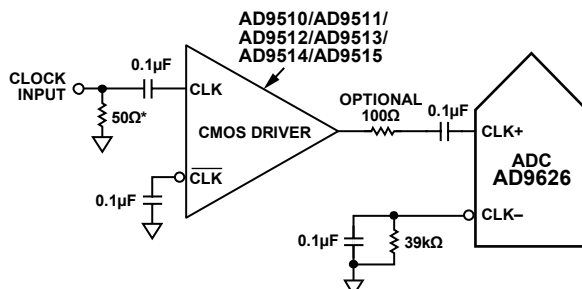 AD9510/AD9511/
AD9512/AD9513/
AD9514/AD9515
0.1µF
CLOCK
INPUT
CLK
50Ω*
CMOS DRIVER
OPTIONAL
100Ω
0.1µF
CLK+
ADC
AD9626
CLK
0.1µF
CLK–
0.1µF
39kΩ